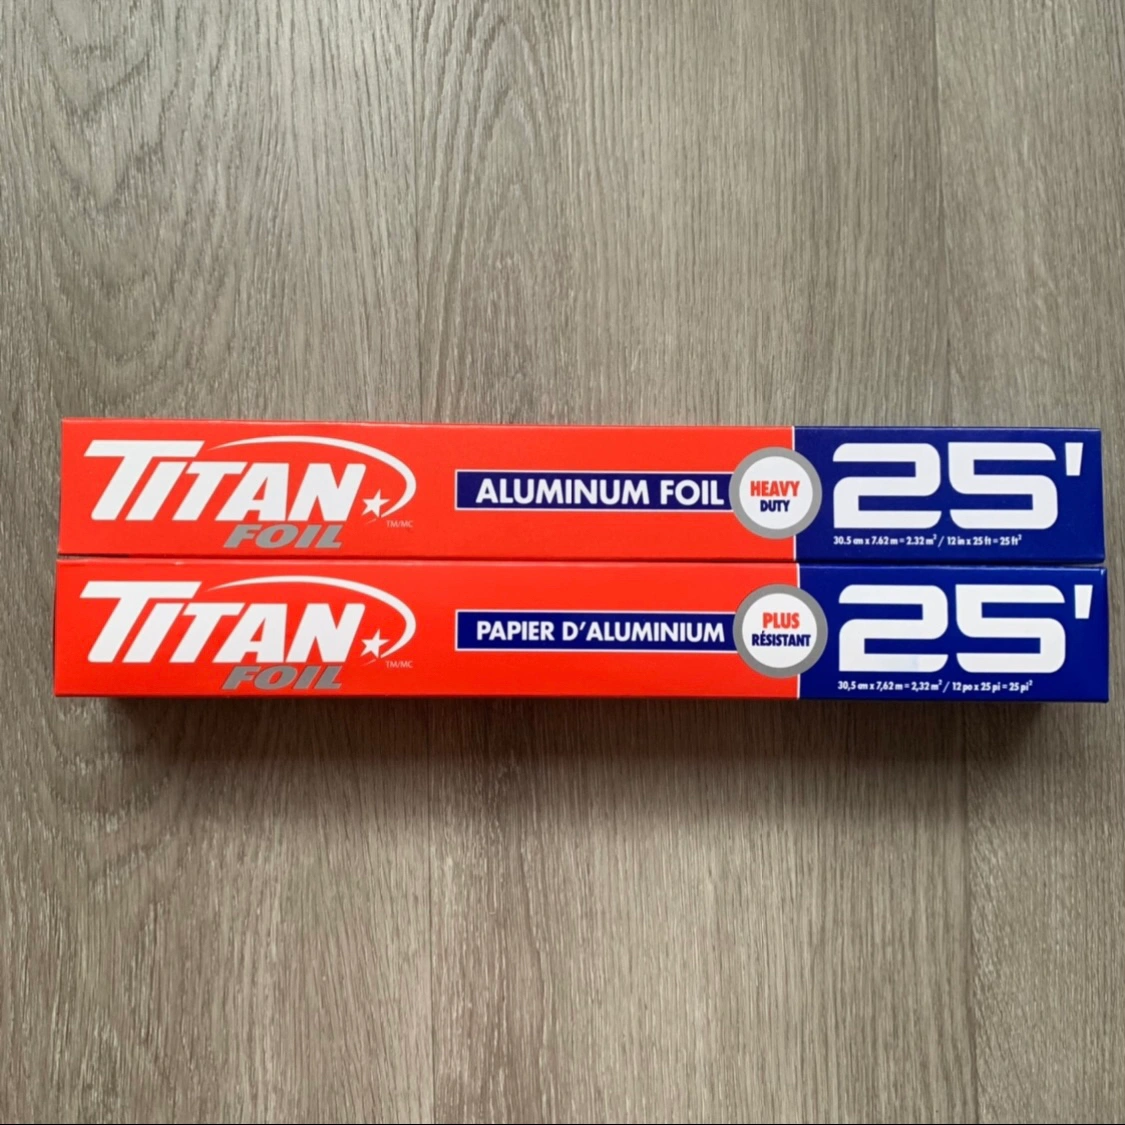 TITAN
FOIL
TM/MC
ALUMINUM FOIL
HEAVY
DUTY
25'
30.5 cm x 7.62 m = 2.32 m² / 12 in x 25 ft = 25 ft²
TITAN
FOIL
TM/MC
PAPIER D'ALUMINIUM
PLUS
RÉSISTANT
25'
30,5 cm x 7,62 m = 2,32 m² / 12 po x 25 pi = 25 pi²